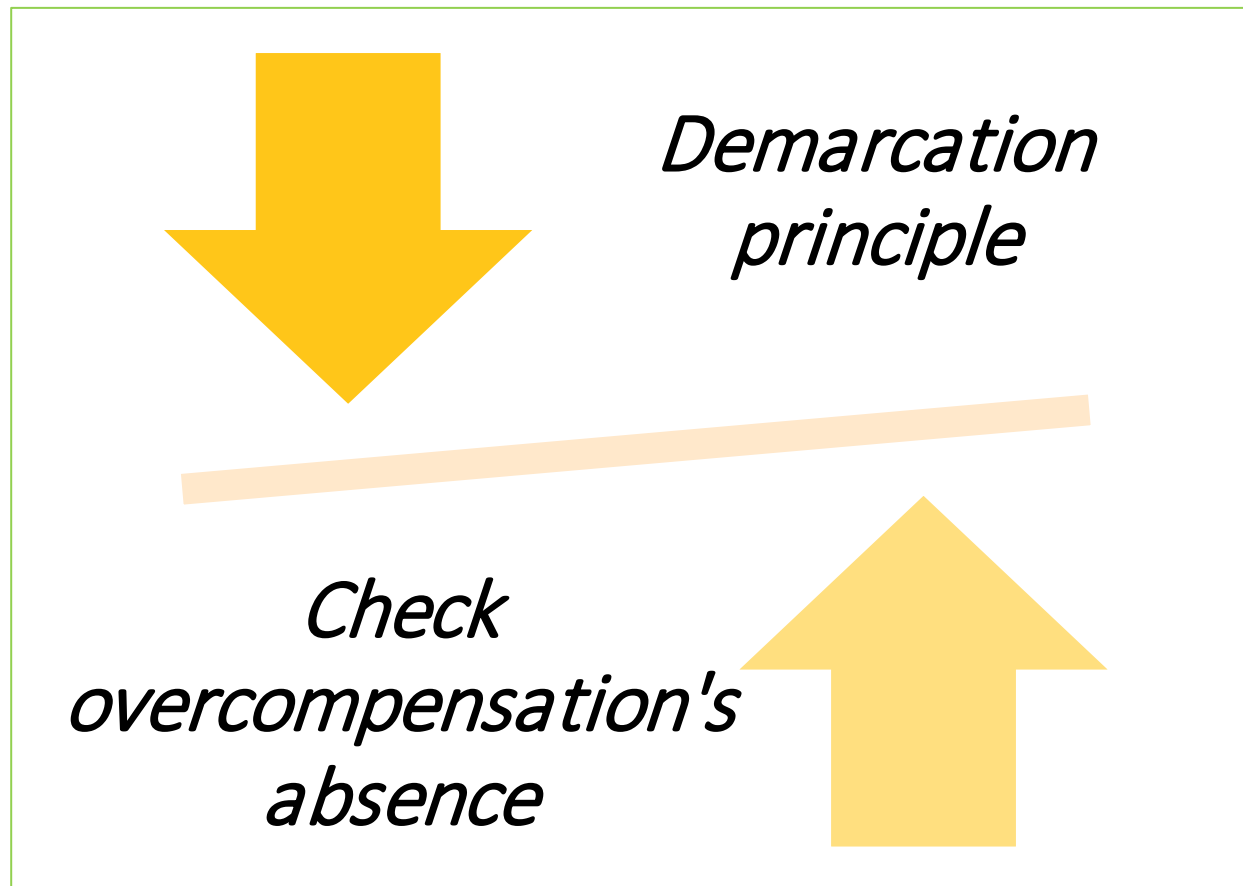 Demarcation
principle
Check
overcompensation's
absence